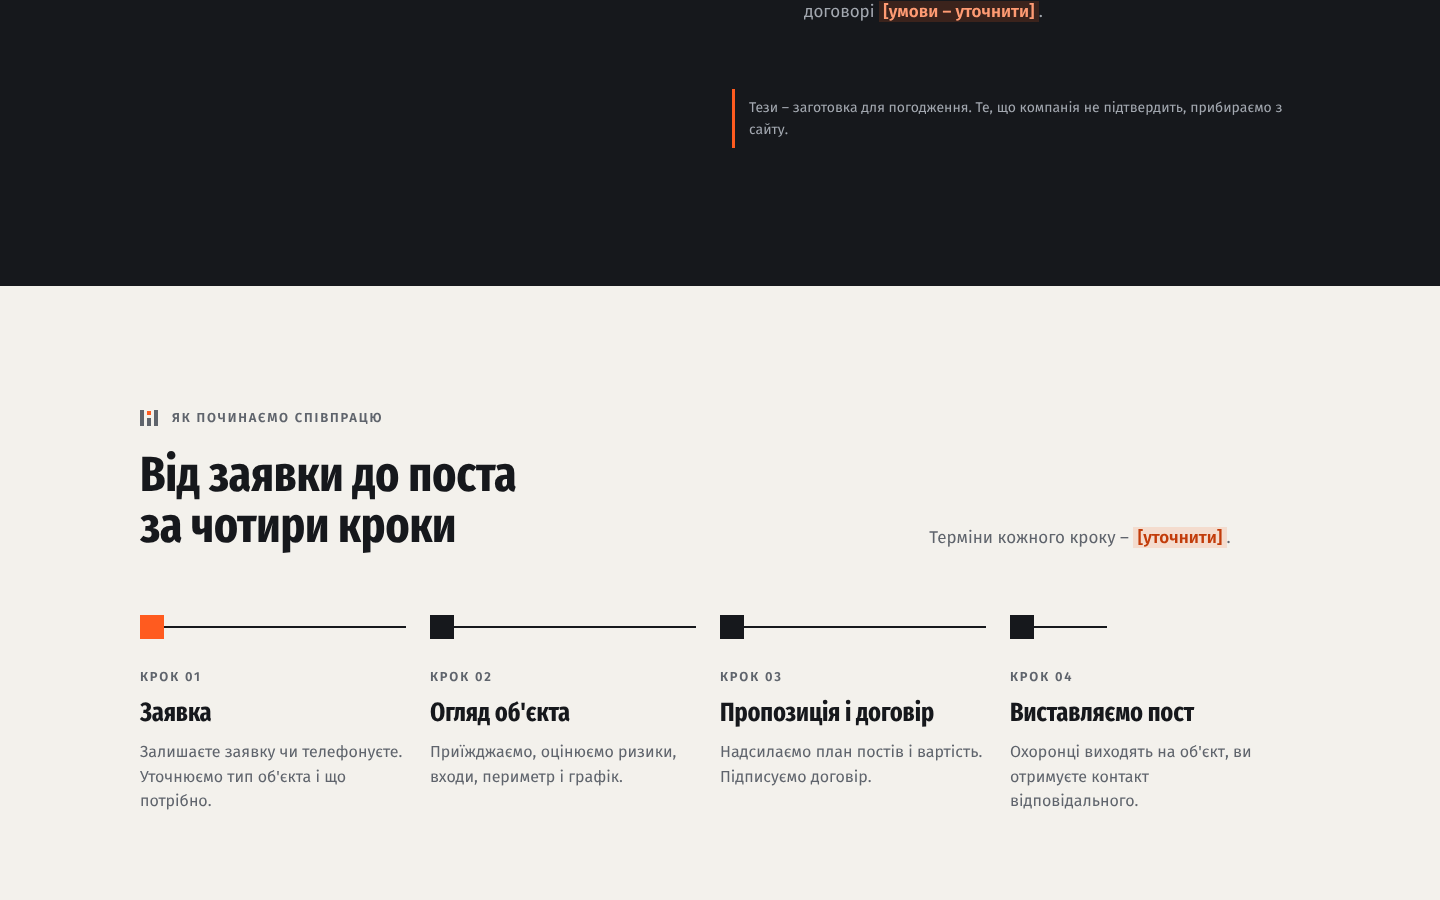 договорі [умови – уточнити].
Тези – заготовка для погодження. Те, що компанія не підтвердить, прибираємо з
сайту.
ЯК ПОЧИНАЄМО СПІВПРАЦЮ
Від заявки до поста
за чотири кроки
Терміни кожного кроку – [уточнити].
КРОК 01
Заявка
Залишаєте заявку чи телефонуєте.
Уточнюємо тип об'єкта і що
потрібно.
КРОК 02
Огляд об'єкта
Приїжджаємо, оцінюємо ризики,
входи, периметр і графік.
КРОК 03
Пропозиція і договір
Надсилаємо план постів і вартість.
Підписуємо договір.
КРОК 04
Виставляємо пост
Охоронці виходять на об'єкт, ви
отримуєте контакт
відповідального.